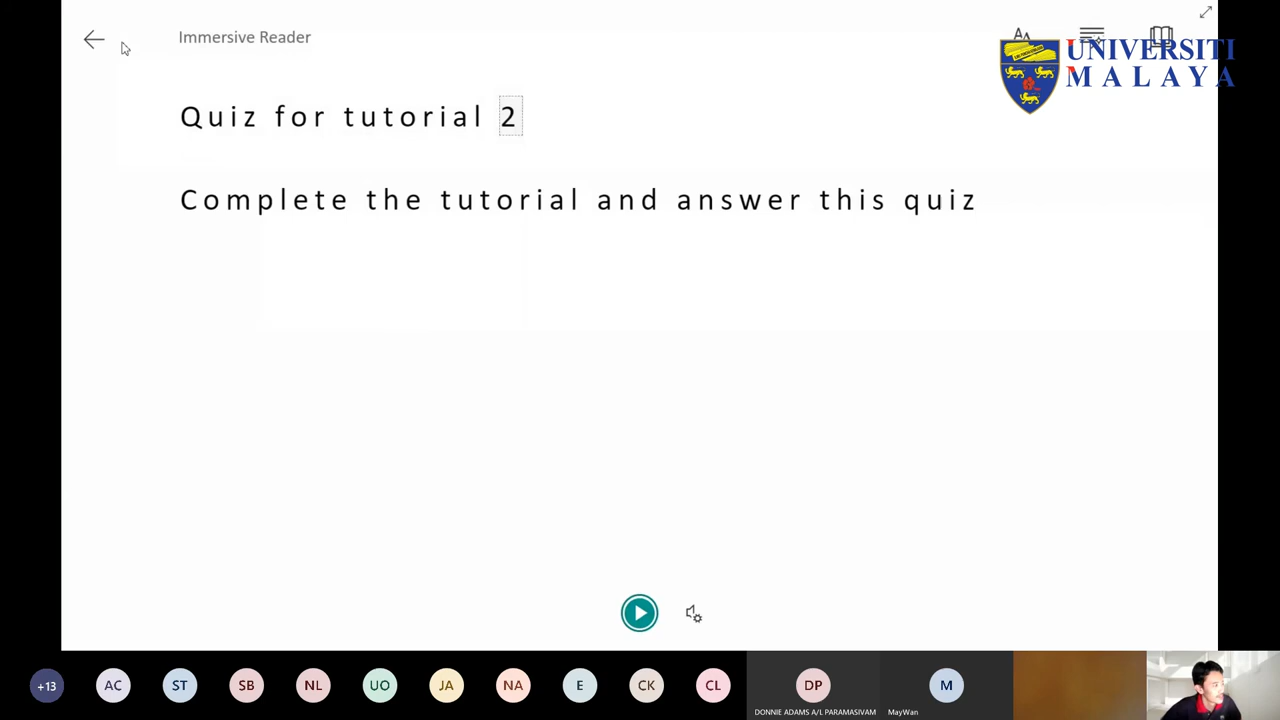 Immersive Reader
UNIVERSITI
MALAYA
Quiz for tutorial 2
Complete the tutorial and answer this quiz
+13
AC
ST
SB
NL
UO
JA
NA
E
CK
CL
DP
DONNIE ADAMS A/L PARAMASIVAM
M
MayWan